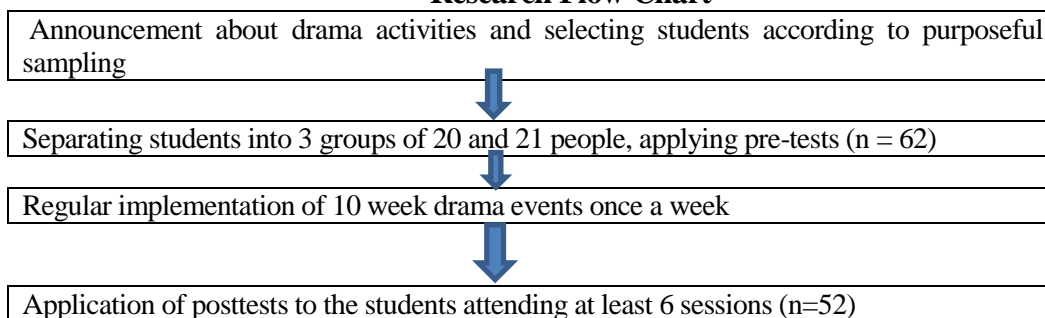 Research Flow Chart
Announcement about drama activities and selecting students according to purposeful
sampling
Separating students into 3 groups of 20 and 21 people, applying pre-tests (n = 62)
Regular implementation of 10 week drama events once a week
Application of posttests to the students attending at least 6 sessions (n=52)